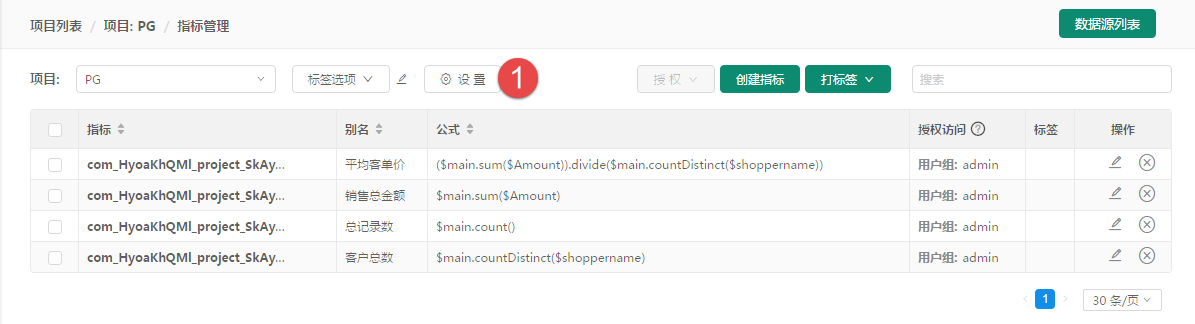 项目列表 / 项目: PG / 指标管理 数据源列表
项目: PG 标签选项 设 置 1 授 权 创建指标 打标签 搜索
指标 别名 公式 授权访问 ? 标签 操作
com_HyoaKhQMl_project_SkAy... 平均客单价 ($main.sum($Amount)).divide($main.countDistinct($shoppername)) 用户组: admin
com_HyoaKhQMl_project_SkAy... 销售总金额 $main.sum($Amount) 用户组: admin
com_HyoaKhQMl_project_SkAy... 总记录数 $main.count() 用户组: admin
com_HyoaKhQMl_project_SkAy... 客户总数 $main.countDistinct($shoppername) 用户组: admin
1 30 条/页